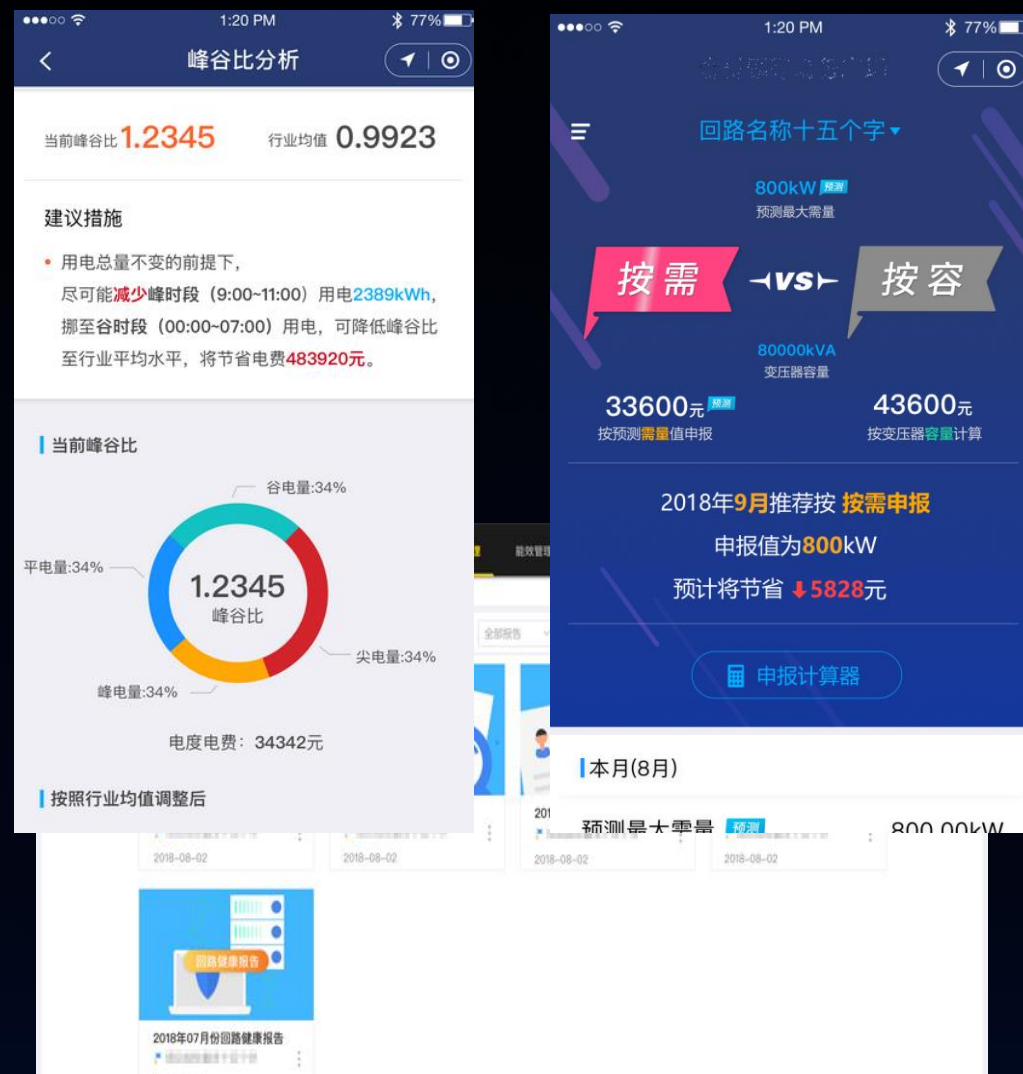 1:20 PM
77%
峰谷比分析
当前峰谷比 1.2345
行业均值 0.9923
建议措施
• 用电总量不变的前提下，
尽可能减少峰时段（9:00~11:00）用电2389kWh，
挪至谷时段（00:00~07:00）用电，可降低峰谷比
至行业平均水平，将节省电费483920元。
当前峰谷比
谷电量:34%
平电量:34%
1.2345
峰谷比
尖电量:34%
峰电量:34%
电度电费：34342元
按照行业均值调整后
1:20 PM
77%
回路名称十五个字
800kW 预测
预测最大需量
按需
VS
按容
80000kVA
变压器容量
33600元 预测
按预测需量值申报
43600元
按变压器容量计算
2018年9月推荐按 按需申报
申报值为800kW
预计将节省 5828元
申报计算器
本月(8月)
预测最大需量 预测
800.00kW
能效管理
全部报告
201
2018-08-02
2018-08-02
2018-08-02
2018-08-02
回路健康报告
2018年07月份回路健康报告